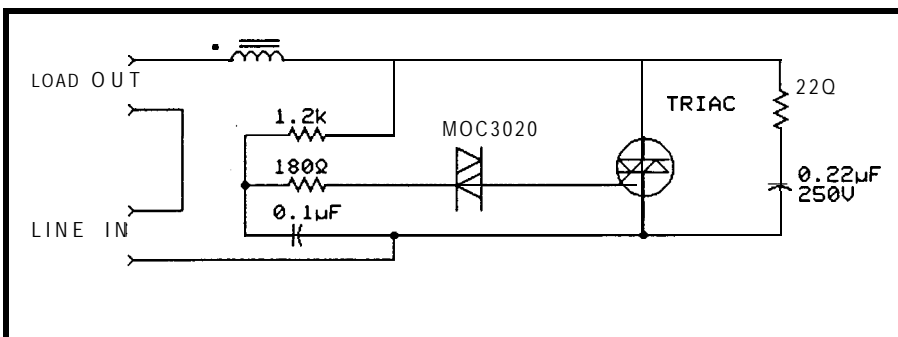 LOAD OUT
1.2k
MOC3020
TRIAC
22Ω
180Ω
0.22µF
250V
0.1µF
LINE IN